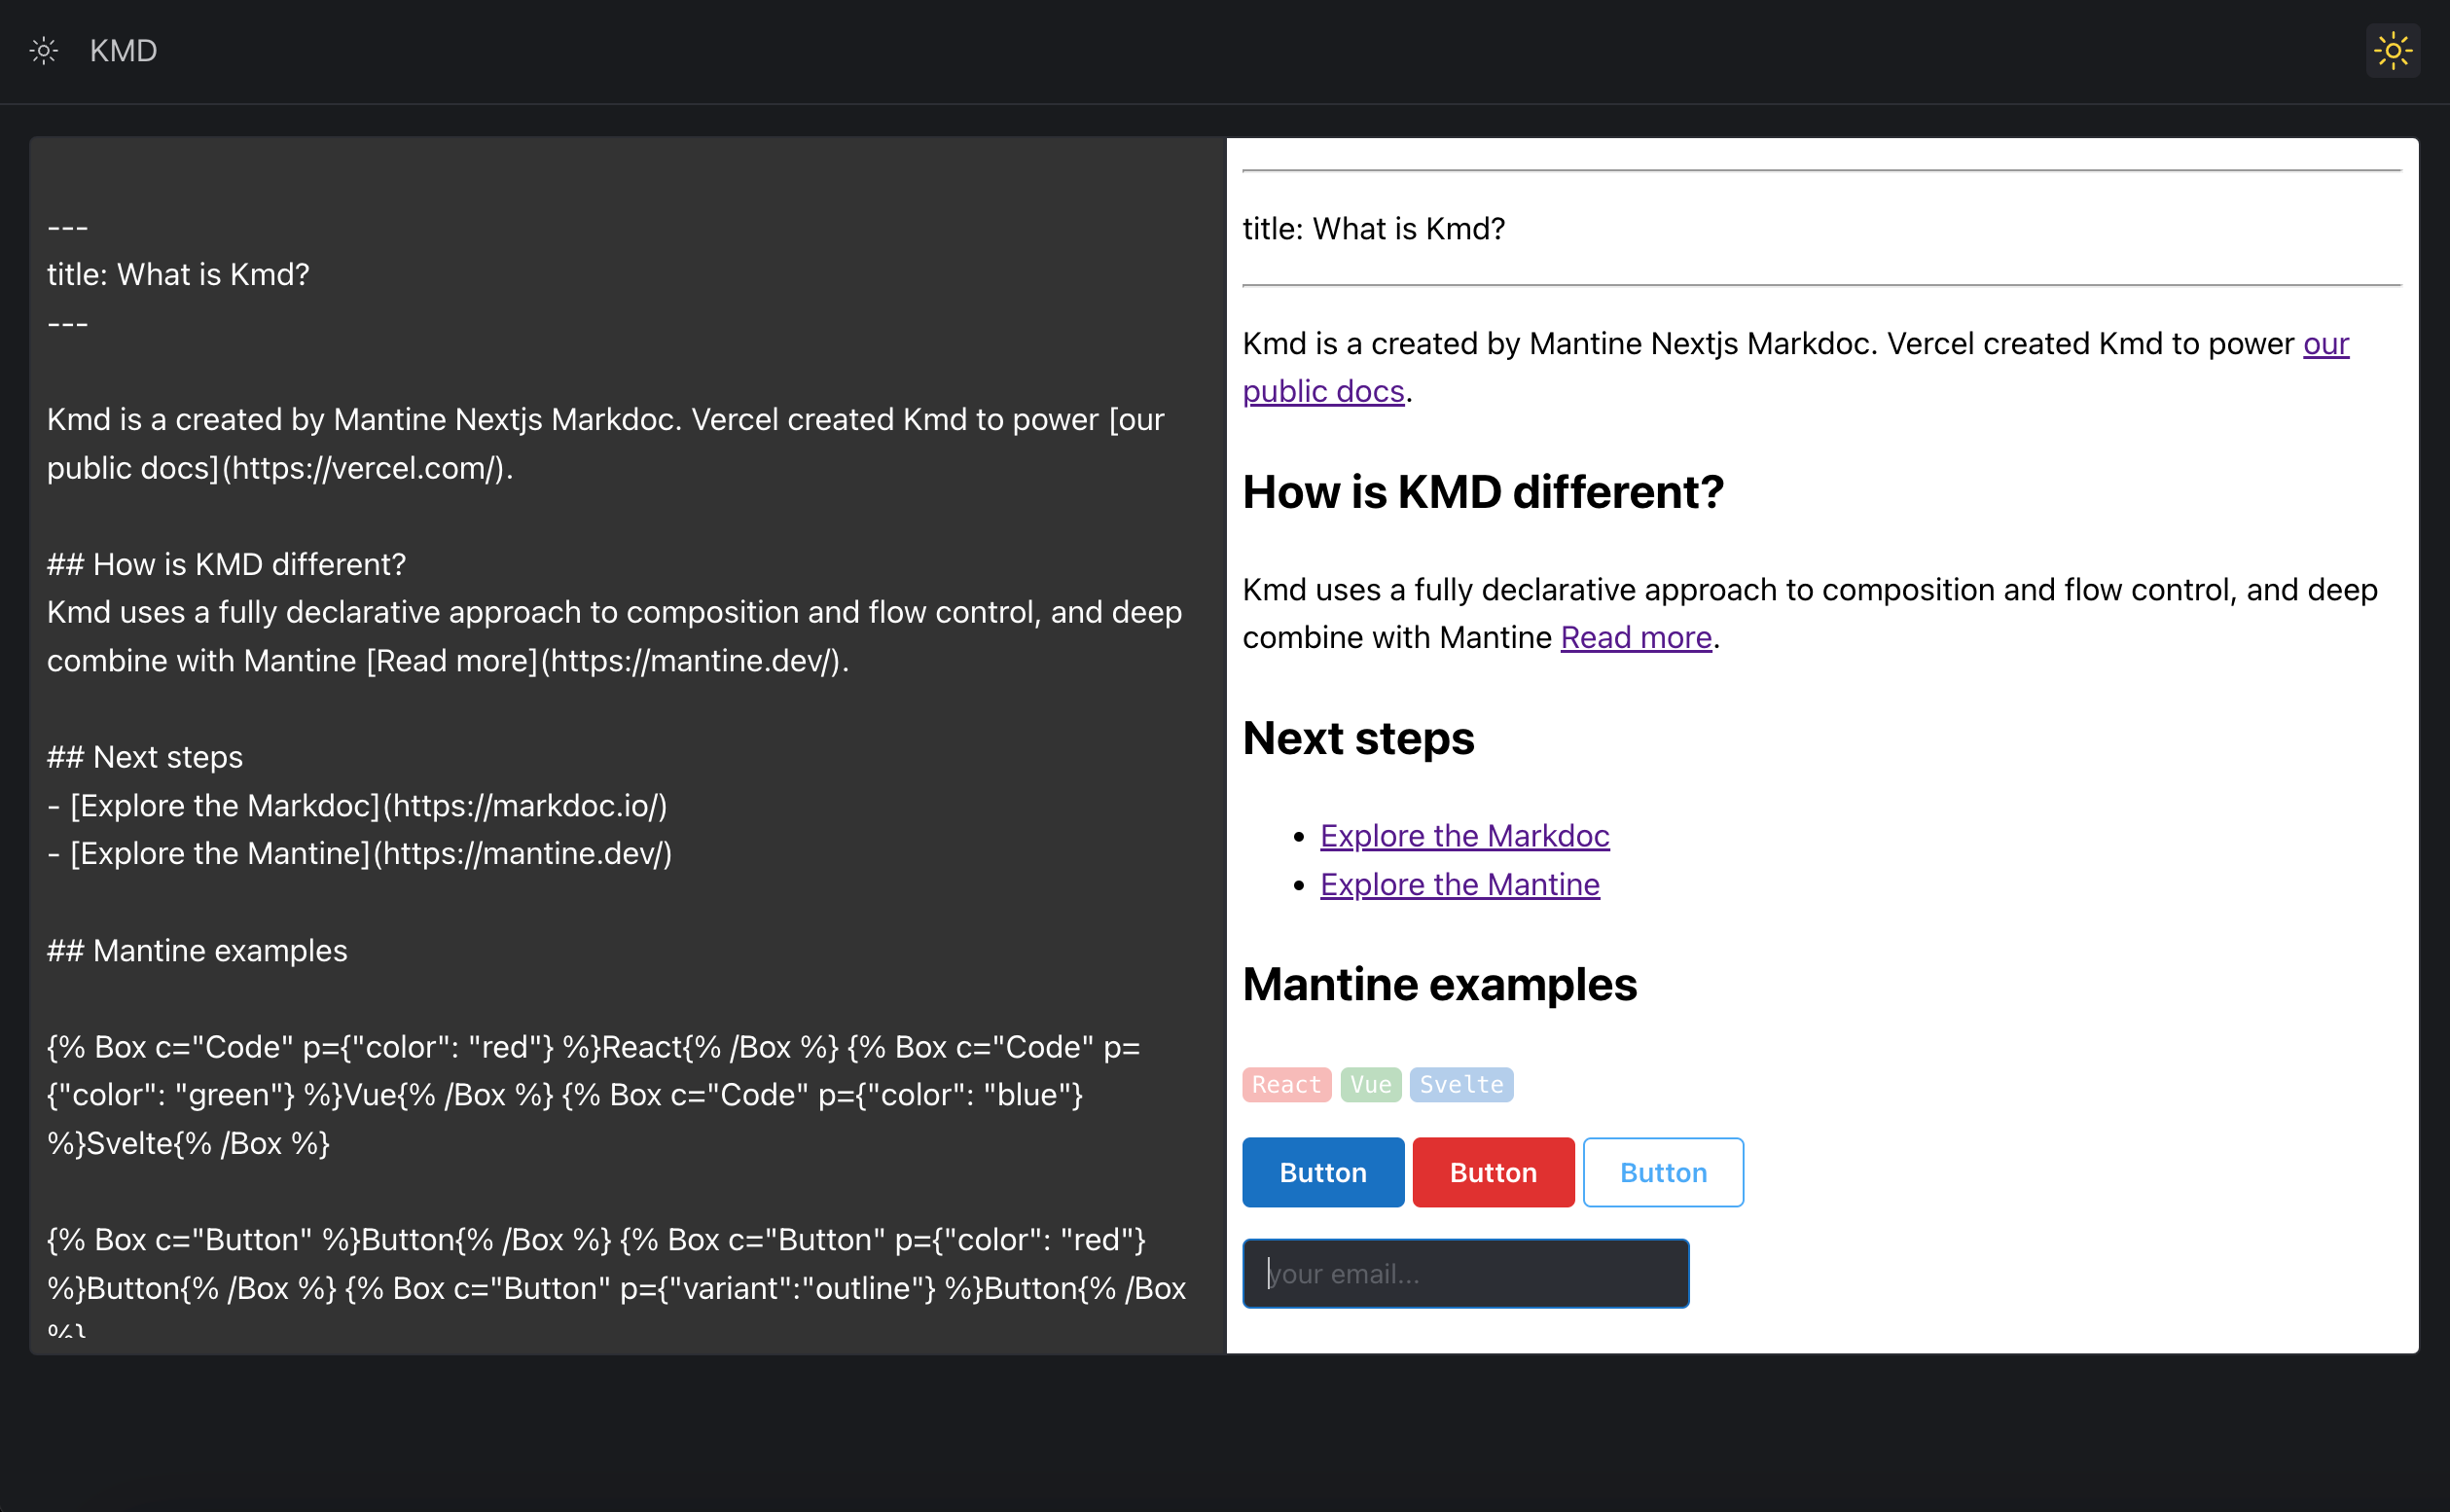 KMD
---
title: What is Kmd?
---
Kmd is a created by Mantine Nextjs Markdoc. Vercel created Kmd to power [our
public docs](https://vercel.com/).
## How is KMD different?
Kmd uses a fully declarative approach to composition and flow control, and deep
combine with Mantine [Read more](https://mantine.dev/).
## Next steps
- [Explore the Markdoc](https://markdoc.io/)
- [Explore the Mantine](https://mantine.dev/)
## Mantine examples
{% Box c="Code" p={"color": "red"} %}React{% /Box %} {% Box c="Code" p=
{"color": "green"} %}Vue{% /Box %} {% Box c="Code" p={"color": "blue"}
%}Svelte{% /Box %}
{% Box c="Button" %}Button{% /Box %} {% Box c="Button" p={"color": "red"}
%}Button{% /Box %} {% Box c="Button" p={"variant":"outline"} %}Button{% /Box
%}
title: What is Kmd?
Kmd is a created by Mantine Nextjs Markdoc. Vercel created Kmd to power our
public docs.
How is KMD different?
Kmd uses a fully declarative approach to composition and flow control, and deep
combine with Mantine Read more.
Next steps
• Explore the Markdoc
• Explore the Mantine
Mantine examples
React Vue Svelte
Button Button Button
your email...